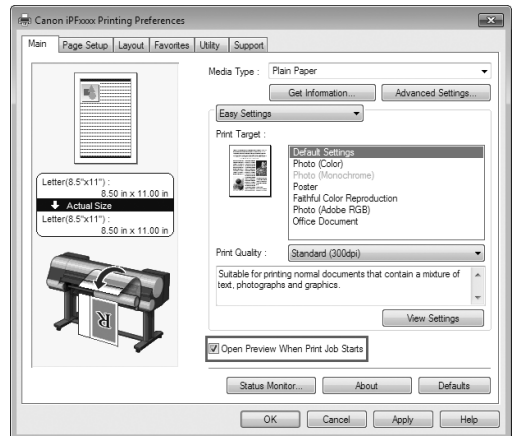 Canon iPFxxxx Printing Preferences
Main Page Setup Layout Favorites Utility Support
Media Type : Plain Paper
Get Information... Advanced Settings...
Easy Settings
Print Target :
Default Settings
Photo (Color)
Photo (Monochrome)
Poster
Faithful Color Reproduction
Photo (Adobe RGB)
Office Document
Letter(8.5"x11") :
8.50 in x 11.00 in
Actual Size
Letter(8.5"x11") :
8.50 in x 11.00 in
R
Print Quality : Standard (300dpi)
Suitable for printing normal documents that contain a mixture of
text, photographs and graphics.
View Settings
Open Preview When Print Job Starts
Status Monitor... About Defaults
OK Cancel Apply Help